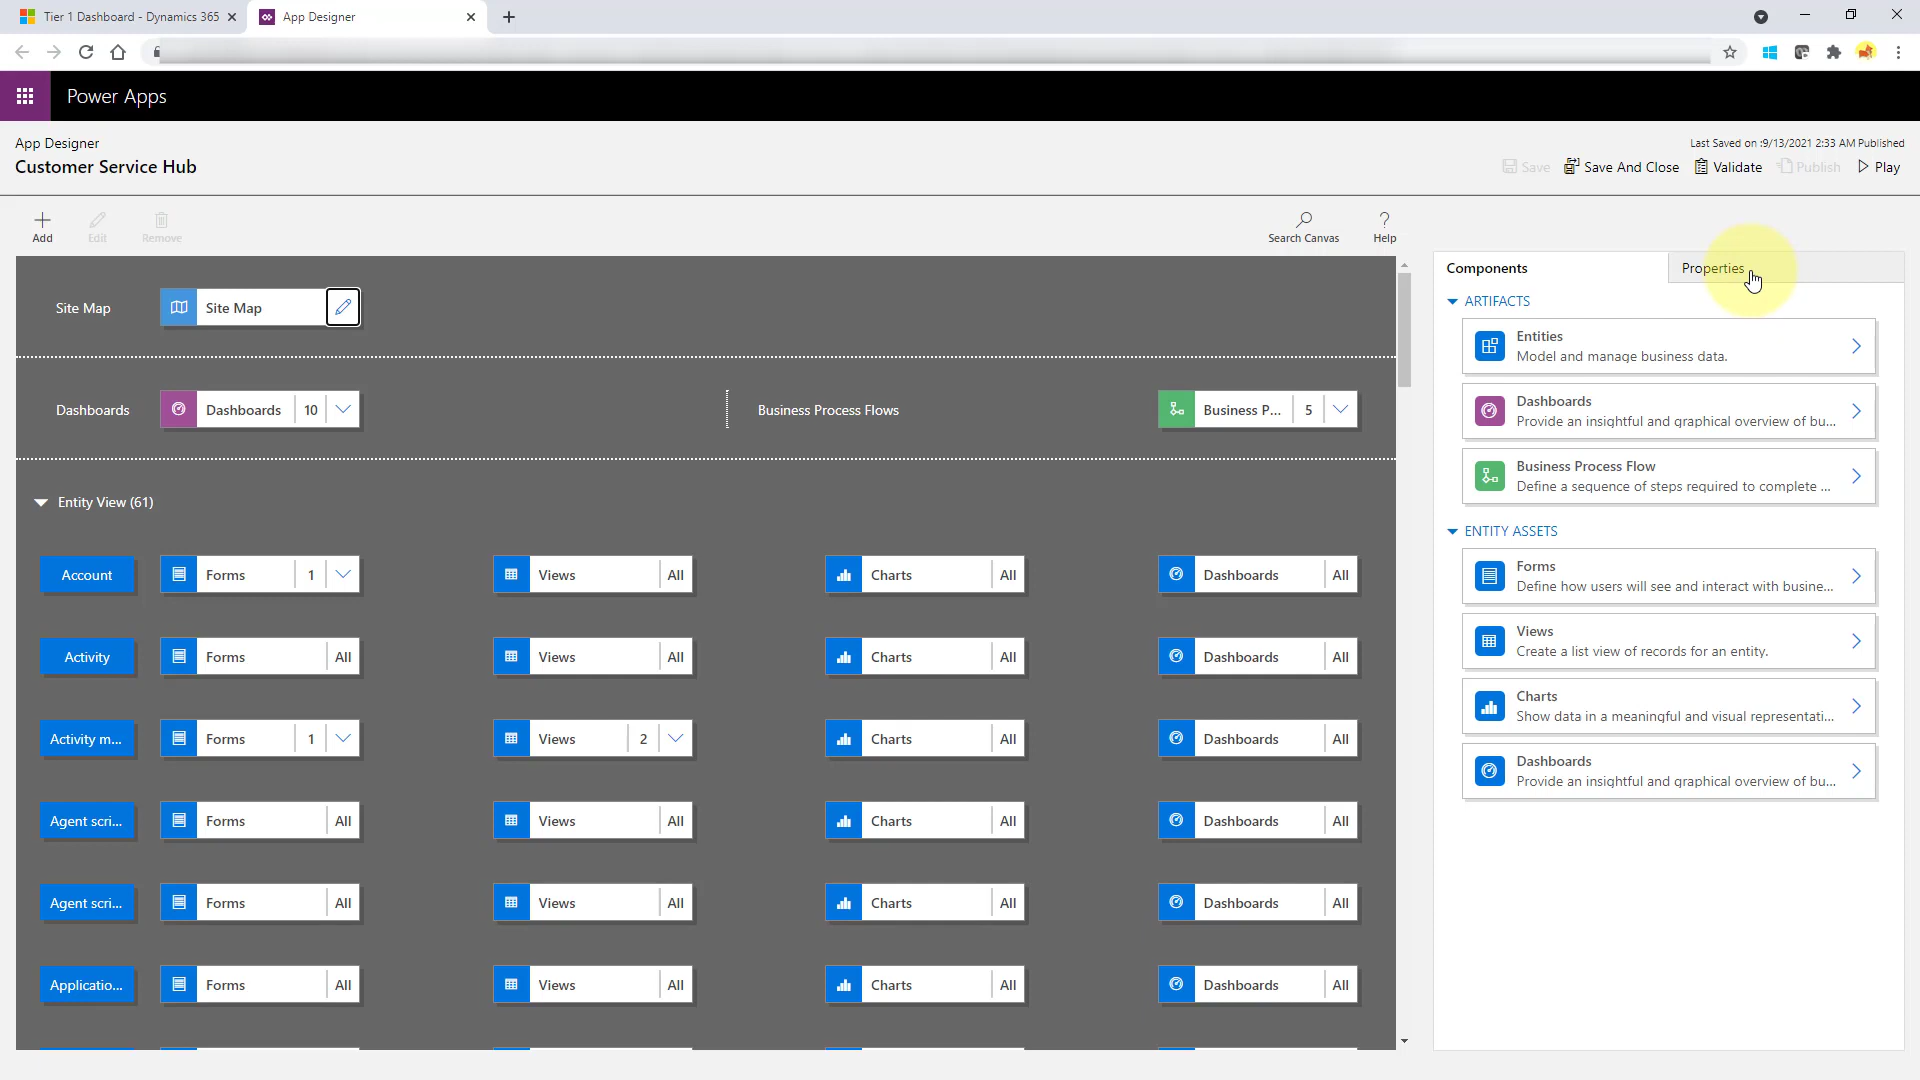 Tier 1 Dashboard - Dynamics 365
App Designer
Power Apps
App Designer
Customer Service Hub
Last Saved on :9/13/2021 2:33 AM Published
Save
Save And Close
Validate
Publish
Play
Add
Edit
Remove
Search Canvas
Help
Site Map
Site Map
Dashboards
Dashboards 10
Business Process Flows
Business P... 5
Entity View (61)
Account
Forms 1
Views All
Charts All
Dashboards All
Activity
Forms All
Views All
Charts All
Dashboards All
Activity m...
Forms 1
Views 2
Charts All
Dashboards All
Agent scri...
Forms All
Views All
Charts All
Dashboards All
Agent scri...
Forms All
Views All
Charts All
Dashboards All
Applicatio...
Forms All
Views All
Charts All
Dashboards All
Components
Properties
ARTIFACTS
Entities
Model and manage business data.
Dashboards
Provide an insightful and graphical overview of bu...
Business Process Flow
Define a sequence of steps required to complete ...
ENTITY ASSETS
Forms
Define how users will see and interact with busine...
Views
Create a list view of records for an entity.
Charts
Show data in a meaningful and visual representati...
Dashboards
Provide an insightful and graphical overview of bu...